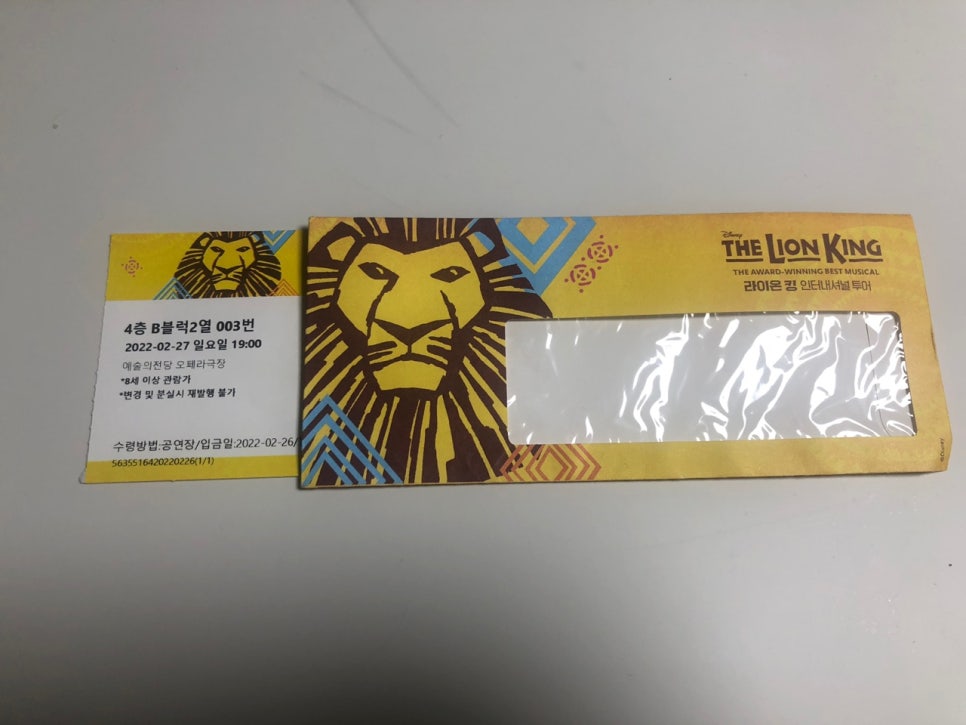 4층 B블럭2열 003번
2022-02-27 일요일 19:00
예술의전당 오페라극장
*8세 이상 관람가
*변경 및 분실시 재발행 불가
수령방법:공연장/입금일:2022-02-26/
5635516420220226(1/1)
Disney
THE LION KING
THE AWARD-WINNING BEST MUSICAL
라이온 킹 인터내셔널 투어
©Disney